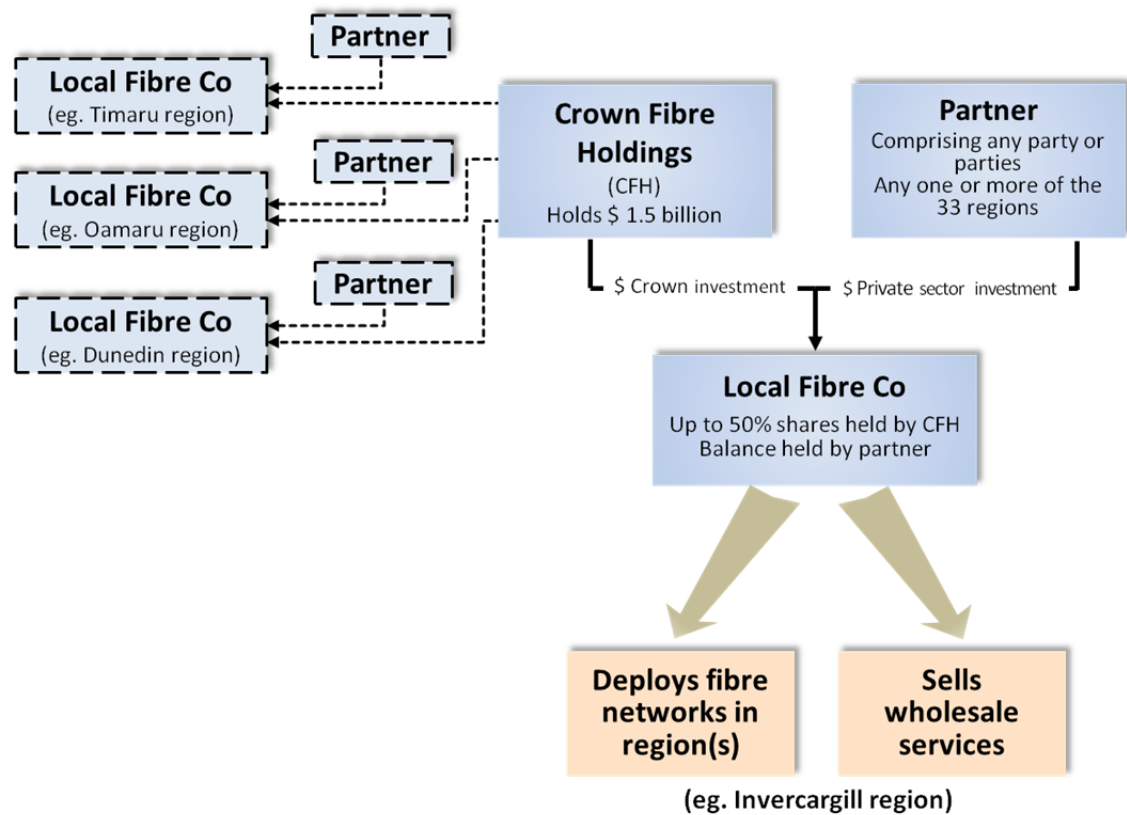 Partner
Local Fibre Co
(eg. Timaru region)
Partner
Local Fibre Co
(eg. Oamaru region)
Partner
Local Fibre Co
(eg. Dunedin region)
Crown Fibre
Holdings
(CFH)
Holds $ 1.5 billion
Partner
Comprising any party or
parties
Any one or more of the
33 regions
$ Crown investment
$ Private sector investment
Local Fibre Co
Up to 50% shares held by CFH
Balance held by partner
Deploys fibre
networks in
region(s)
Sells
wholesale
services
(eg. Invercargill region)